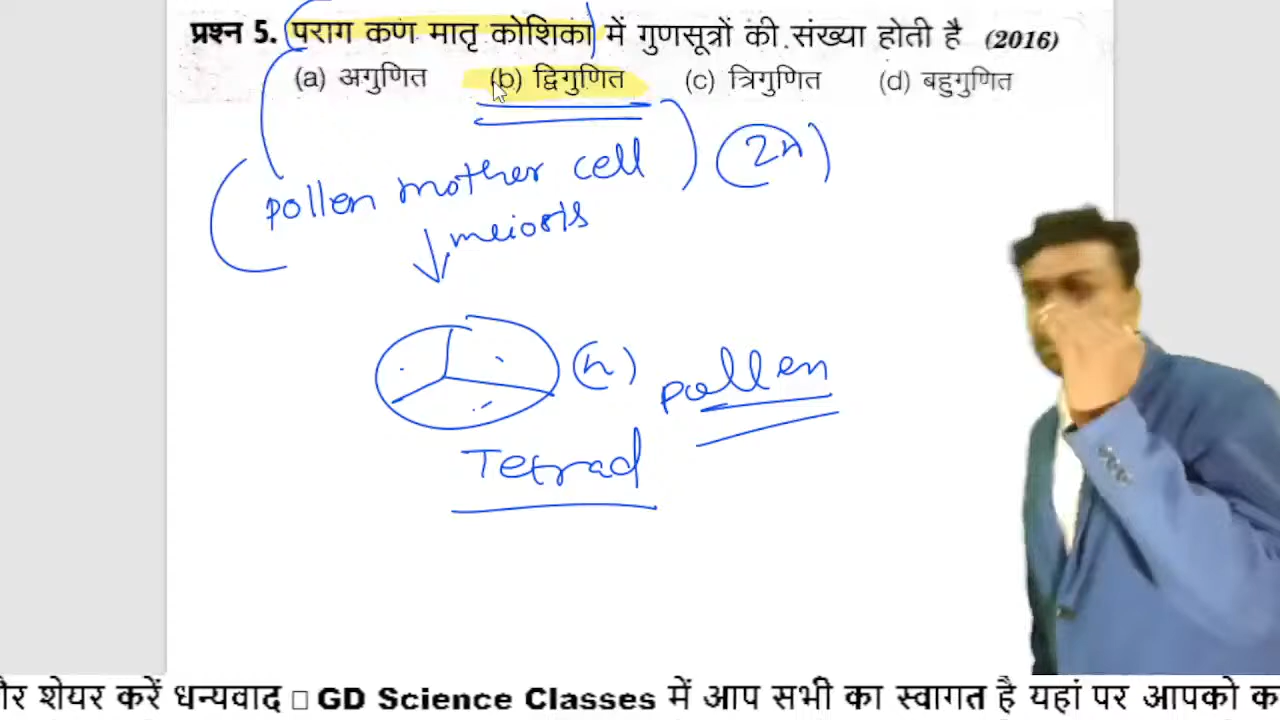 प्रश्न 5. पराग कण मातृ कोशिका में गुणसूत्रों की संख्या होती है (2016)
(a) अगुणित (b) द्विगुणित (c) त्रिगुणित (d) बहुगुणित
pollen mother cell (2n)
meiosis
(n) pollen
Tetrad
और शेयर करें धन्यवाद □ GD Science Classes में आप सभी का स्वागत है यहां पर आपको क